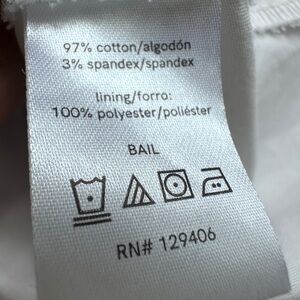 97% cotton/algodón
3% spandex/spandex
lining/forro:
100% polyester/poliéster
BAIL
RN# 129406